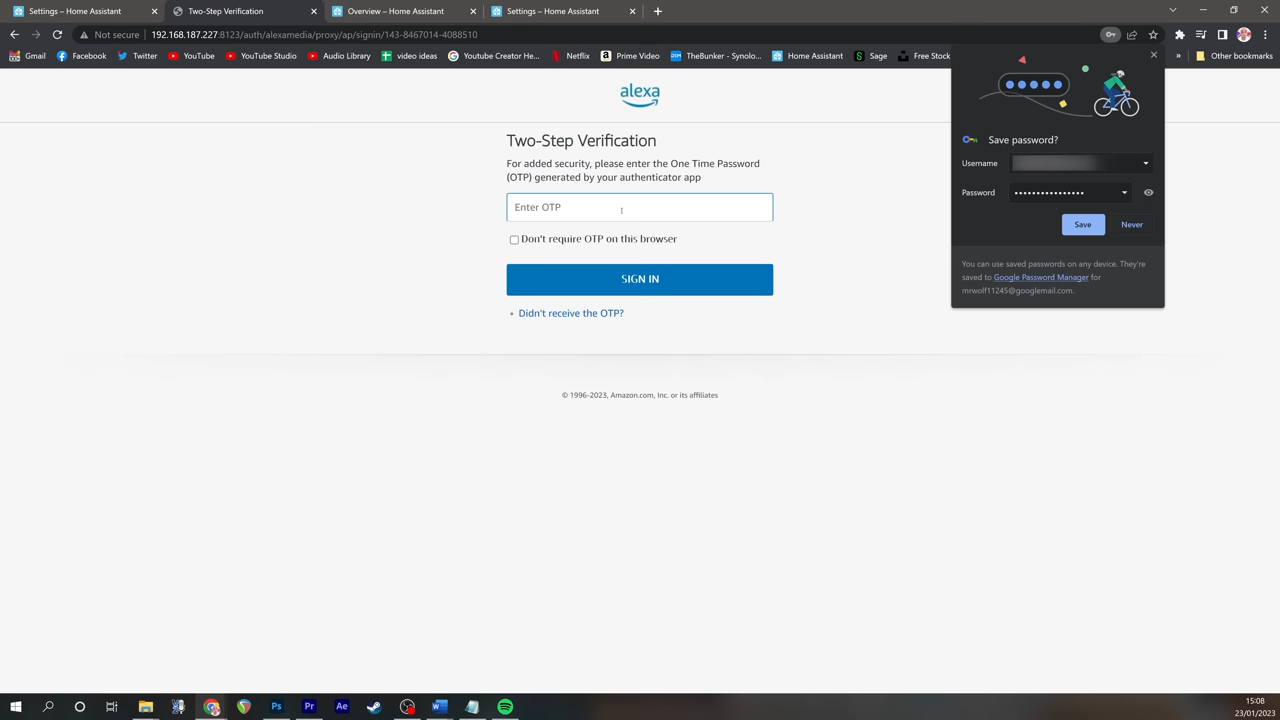 Settings – Home Assistant
Two-Step Verification
Overview – Home Assistant
Settings – Home Assistant
Not secure
192.168.187.227:8123/auth/alexamedia/proxy/ap/signin/143-8467014-4088510
Gmail
Facebook
Twitter
YouTube
YouTube Studio
Audio Library
video ideas
Youtube Creator He...
Netflix
Prime Video
TheBunker - Synolo...
Home Assistant
Sage
Free Stock
»
Other bookmarks
alexa
Two-Step Verification
For added security, please enter the One Time Password
(OTP) generated by your authenticator app
Enter OTP
Don't require OTP on this browser
SIGN IN
Didn't receive the OTP?
© 1996-2023, Amazon.com, Inc. or its affiliates
Save password?
Username
Password
Save
Never
You can use saved passwords on any device. They're
saved to Google Password Manager for
mrwolf11245@googlemail.com.
15:08
23/01/2023